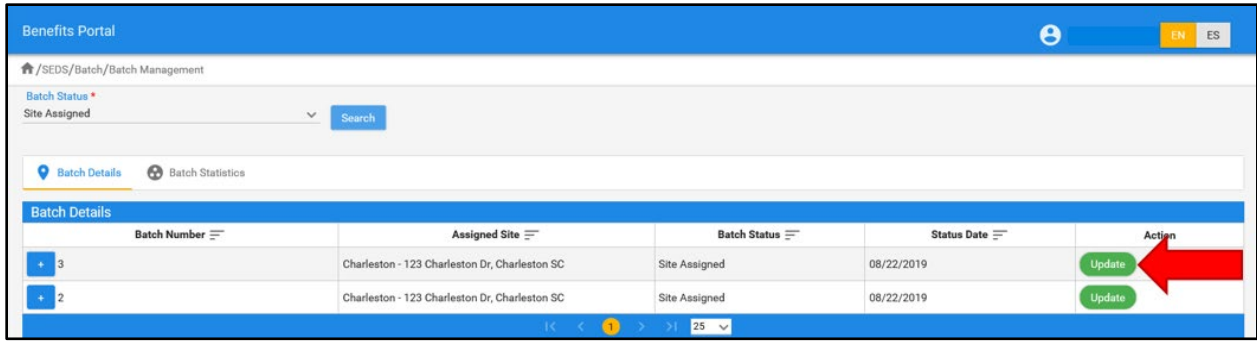 Benefits Portal
EN ES
/SEDS/Batch/Batch Management
Batch Status *
Site Assigned
Search
Batch Details Batch Statistics
Batch Details
Batch Number Assigned Site Batch Status Status Date Action
+ 3 Charleston - 123 Charleston Dr, Charleston SC Site Assigned 08/22/2019 Update
+ 2 Charleston - 123 Charleston Dr, Charleston SC Site Assigned 08/22/2019 Update
1 25